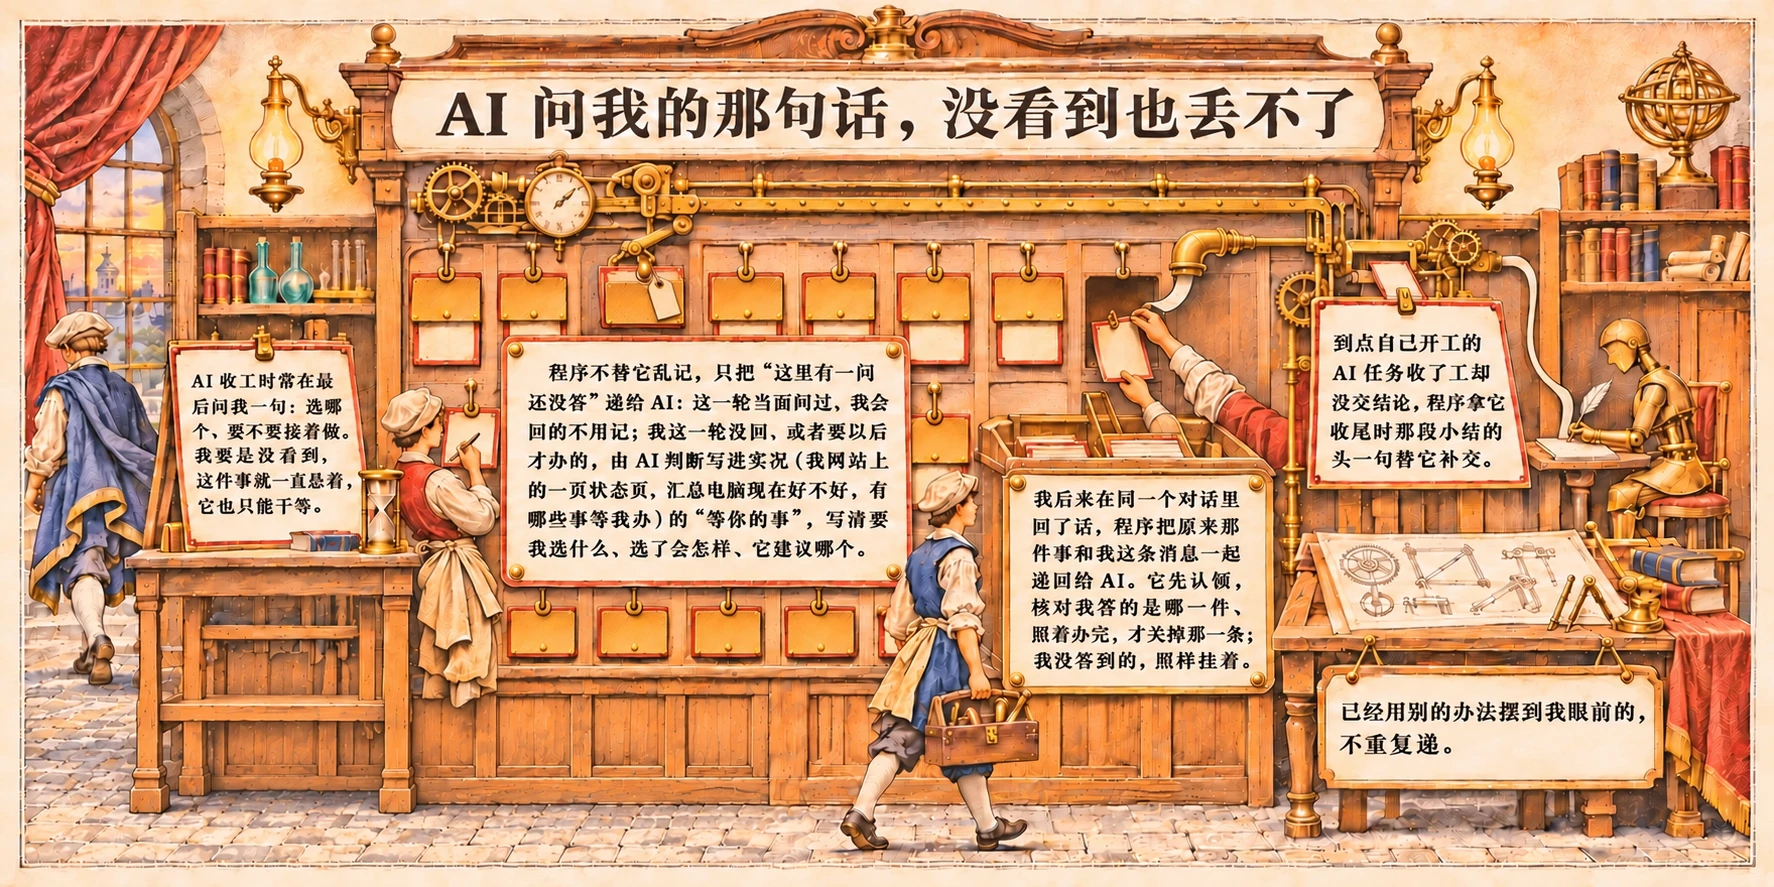 AI 问我的那句话，没看到也丢不了
AI 收工时常在最
后问我一句：选哪
个、要不要接着做。
我要是没看到，
这件事就一直悬着，
它也只能干等。
程序不替它乱记，只把“这里有一问
还没答”递给 AI：这一轮当面问过、我会
回的不用记；我这一轮没回、或者要以后
才办的，由 AI 判断写进实况（我网站上
的一页状态页，汇总电脑现在好不好，有
哪些事等我办）的“等你的事”，写清要
我选什么、选了会怎样、它建议哪个。
我后来在同一个对话里
回了话，程序把原来那
件事和我这条消息一起
递回给 AI。它先认领，
核对我答的是哪一件、
照着办完，才关掉那一条；
我没答到的，照样挂着。
到点自己开工的
AI 任务收了工却
没交结论，程序拿它
收尾时那段小结的
头一句替它补交。
已经用别的办法摆到我眼前的，
不重复递。